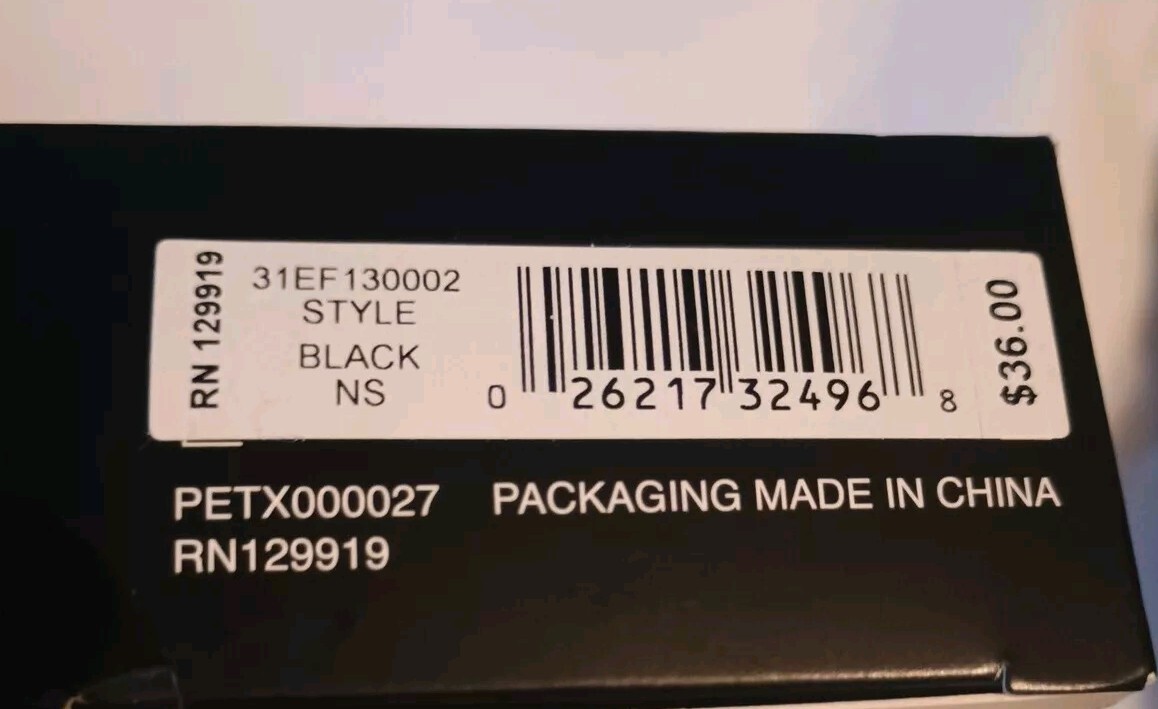 RN 129919
31EF130002
STYLE
BLACK
NS
0 26217 32496 8
$36.00
PETX000027 PACKAGING MADE IN CHINA
RN129919